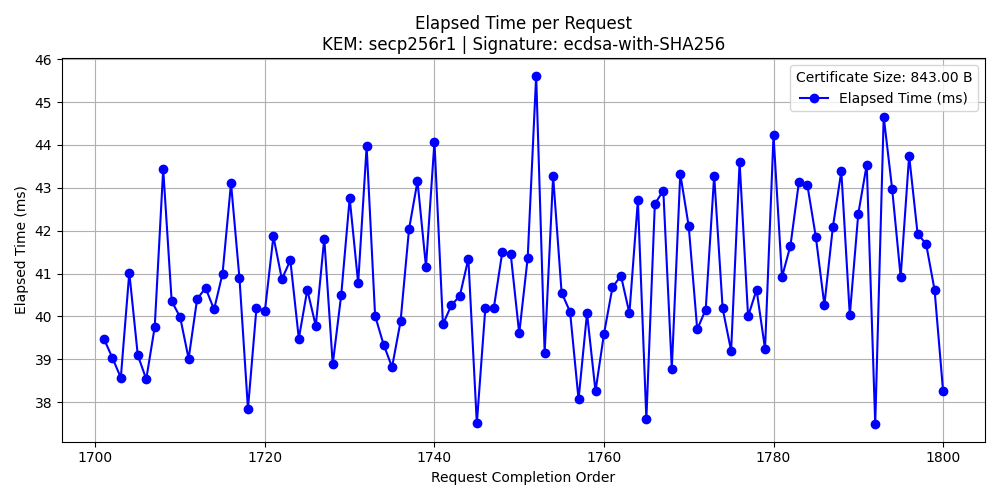 Elapsed Time per Request
KEM: secp256r1 | Signature: ecdsa-with-SHA256
Certificate Size: 843.00 B
Elapsed Time (ms)
Elapsed Time (ms)
46
45
44
43
42
41
40
39
38
1700 1720 1740 1760 1780 1800
Request Completion Order